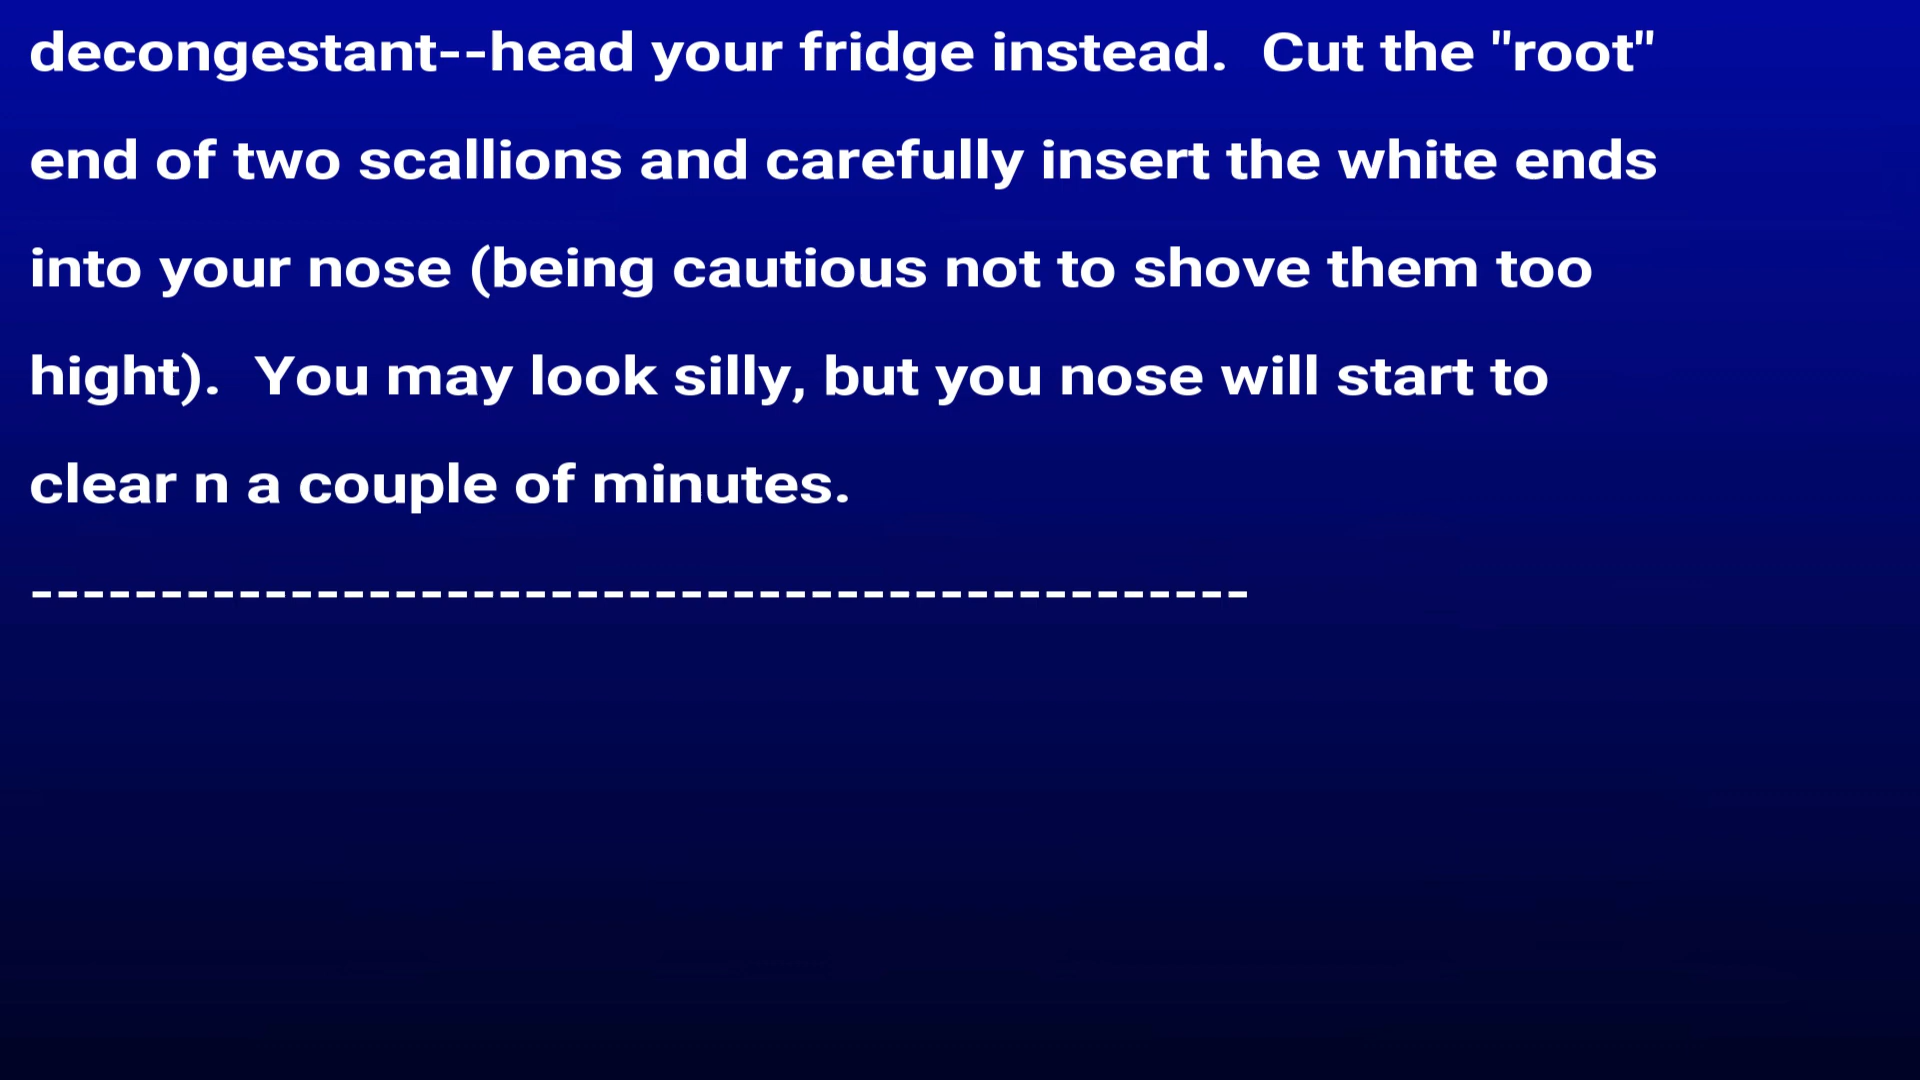 decongestant--head your fridge instead.  Cut the "root"
end of two scallions and carefully insert the white ends
into your nose (being cautious not to shove them too
hight).  You may look silly, but you nose will start to
clear n a couple of minutes.
-----------------------------------------------